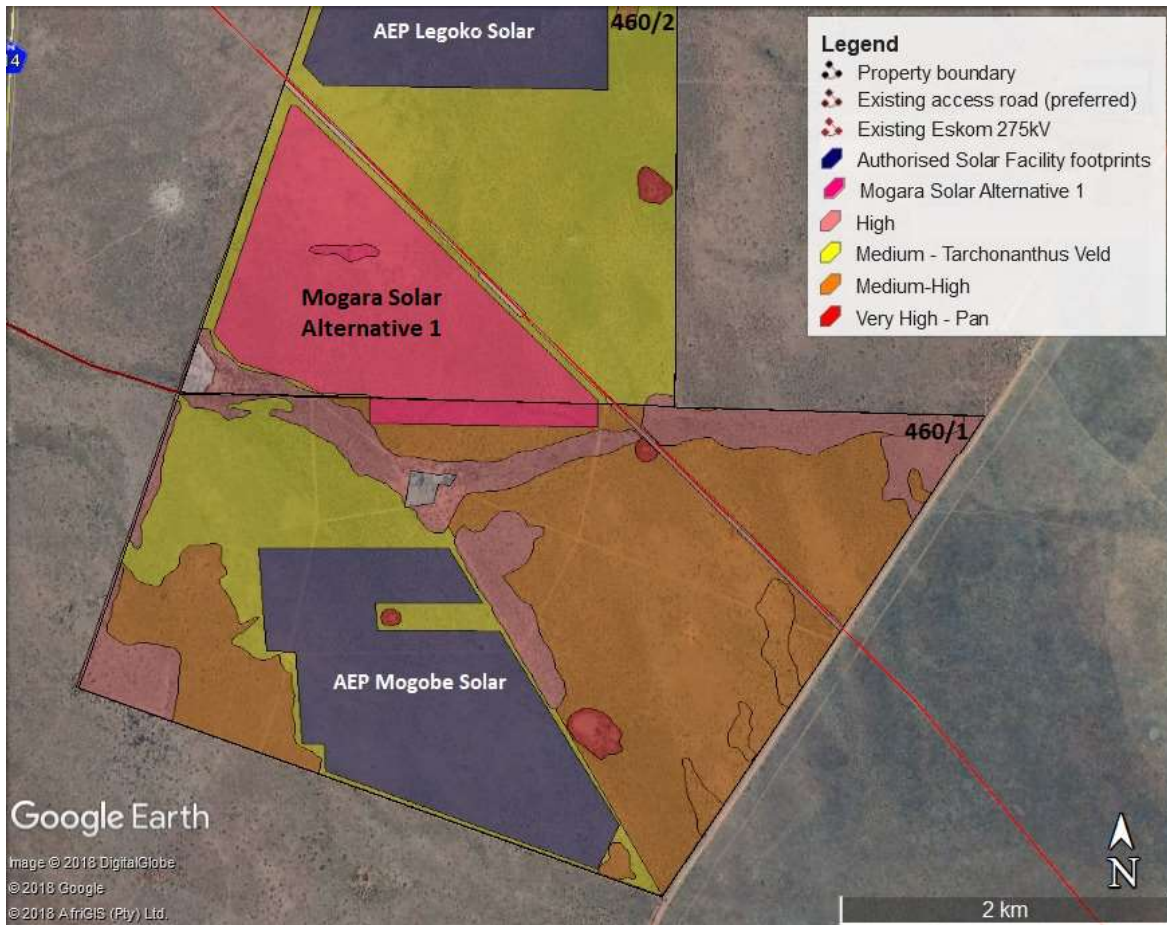 AEP Legoko Solar
460/2
14
Legend
Property boundary
Existing access road (preferred)
Existing Eskom 275kV
Authorised Solar Facility footprints
Mogara Solar Alternative 1
High
Medium - Tarchonanthus Veld
Medium-High
Very High - Pan
Mogara Solar
Alternative 1
460/1
AEP Mogobe Solar
Google Earth
Image © 2018 DigitalGlobe
© 2018 Google
© 2018 AfriGIS (Pty) Ltd.
N
2 km